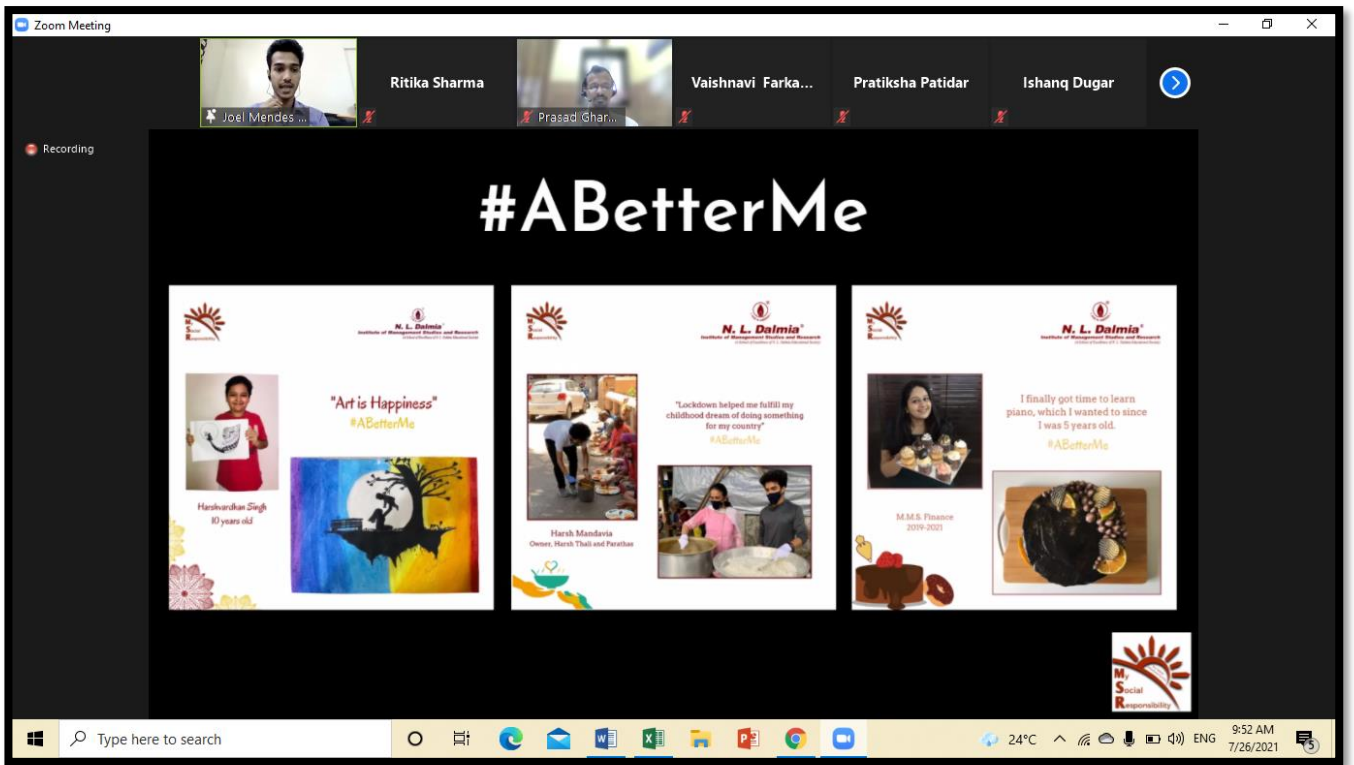 Zoom Meeting
Joel Mendes ...
Ritika Sharma
Prasad Ghar...
Vaishnavi Farka...
Pratiksha Patidar
Ishanq Dugar
Recording
#ABetterMe
My
Social
Responsibility
N. L. Dalmia
Institute of Management Studies and Research
"Art is Happiness"
#ABetterMe
Harshvardhan Singh
10 years old
N. L. Dalmia
Institute of Management Studies and Research
"Lockdown helped me fulfill my
childhood dream of doing something
for my country"
#ABetterMe
Harsh Mandavia
Owner, Harsh Thali and Parathas
N. L. Dalmia
Institute of Management Studies and Research
I finally got time to learn
piano, which I wanted to since
I was 5 years old.
#ABetterMe
M.M.S. Finance
2019-2021
My
Social
Responsibility
Type here to search
24°C
ENG
9:52 AM
7/26/2021
5